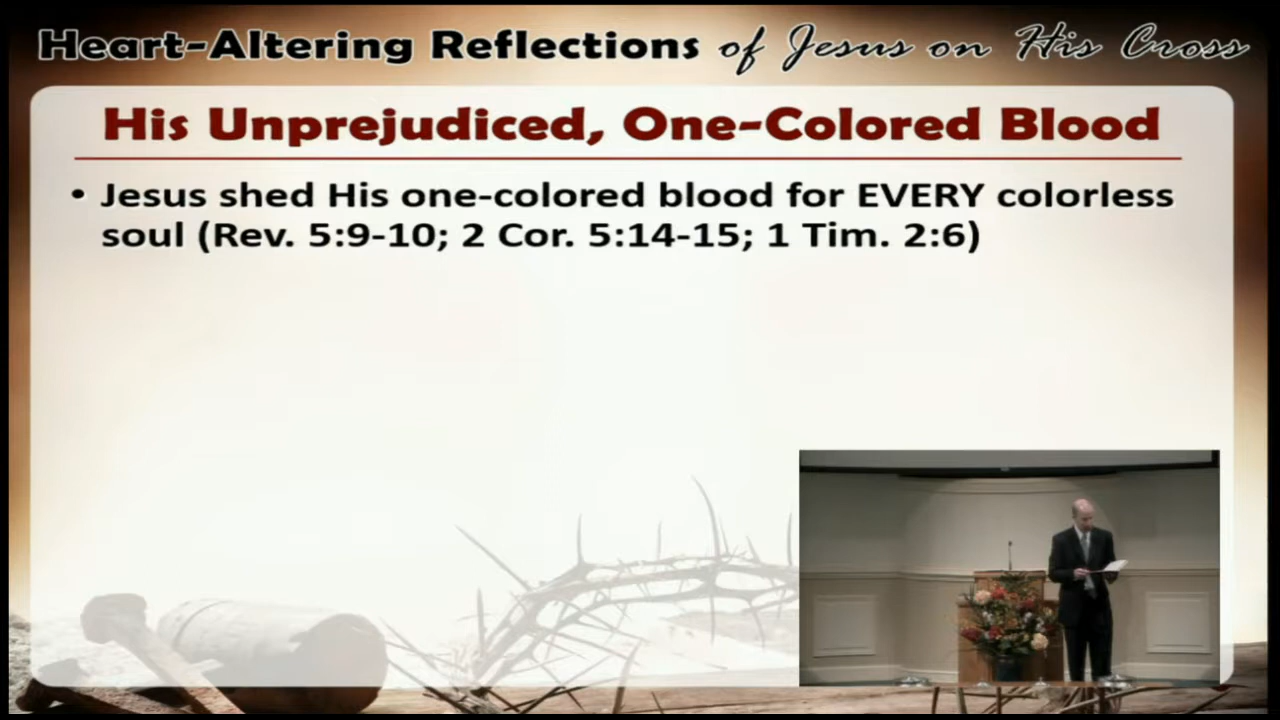 Heart-Altering Reflections of Jesus on His Cross
His Unprejudiced, One-Colored Blood
• Jesus shed His one-colored blood for EVERY colorless
soul (Rev. 5:9-10; 2 Cor. 5:14-15; 1 Tim. 2:6)